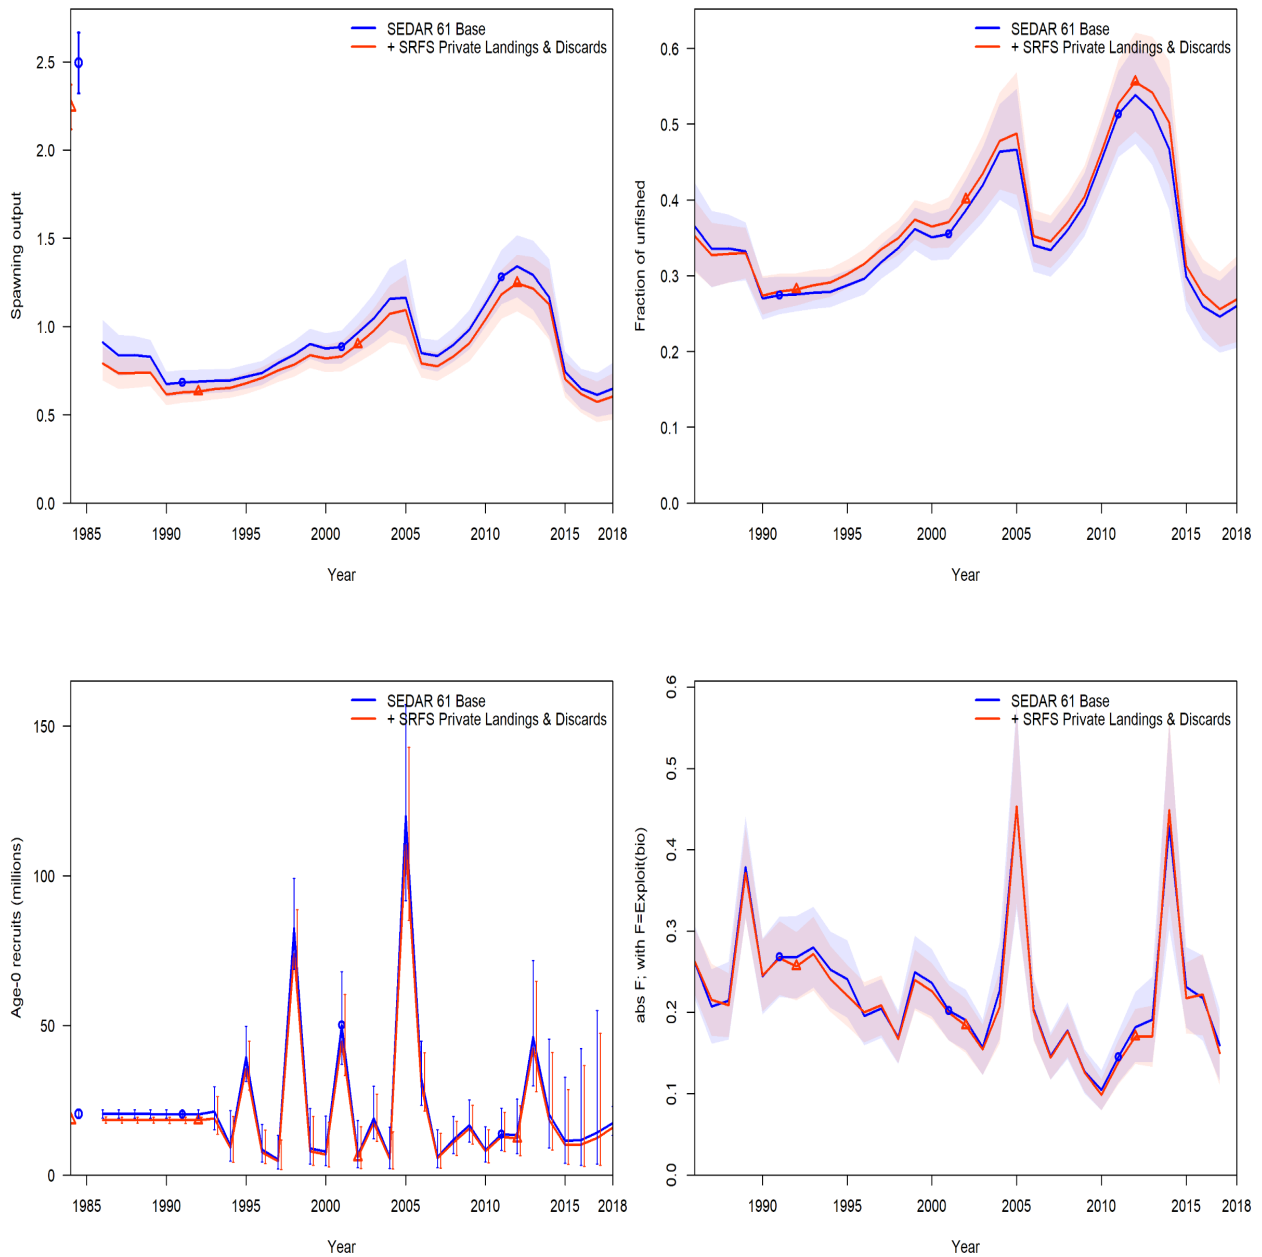 SEDAR 61 Base
+ SRFS Private Landings & Discards
2.5
2.0
1.5
1.0
0.5
0.0
Spawning output
1985 1990 1995 2000 2005 2010 2015 2018
Year
SEDAR 61 Base
+ SRFS Private Landings & Discards
0.6
0.5
0.4
0.3
0.2
0.1
0.0
Fraction of unfished
1990 1995 2000 2005 2010 2015 2018
Year
SEDAR 61 Base
+ SRFS Private Landings & Discards
150
100
50
0
Age-0 recruits (millions)
1985 1990 1995 2000 2005 2010 2015 2018
Year
SEDAR 61 Base
+ SRFS Private Landings & Discards
0.6
0.5
0.4
0.3
0.2
0.1
0.0
abs F; with F=Exploit(bio)
1990 1995 2000 2005 2010 2015 2018
Year